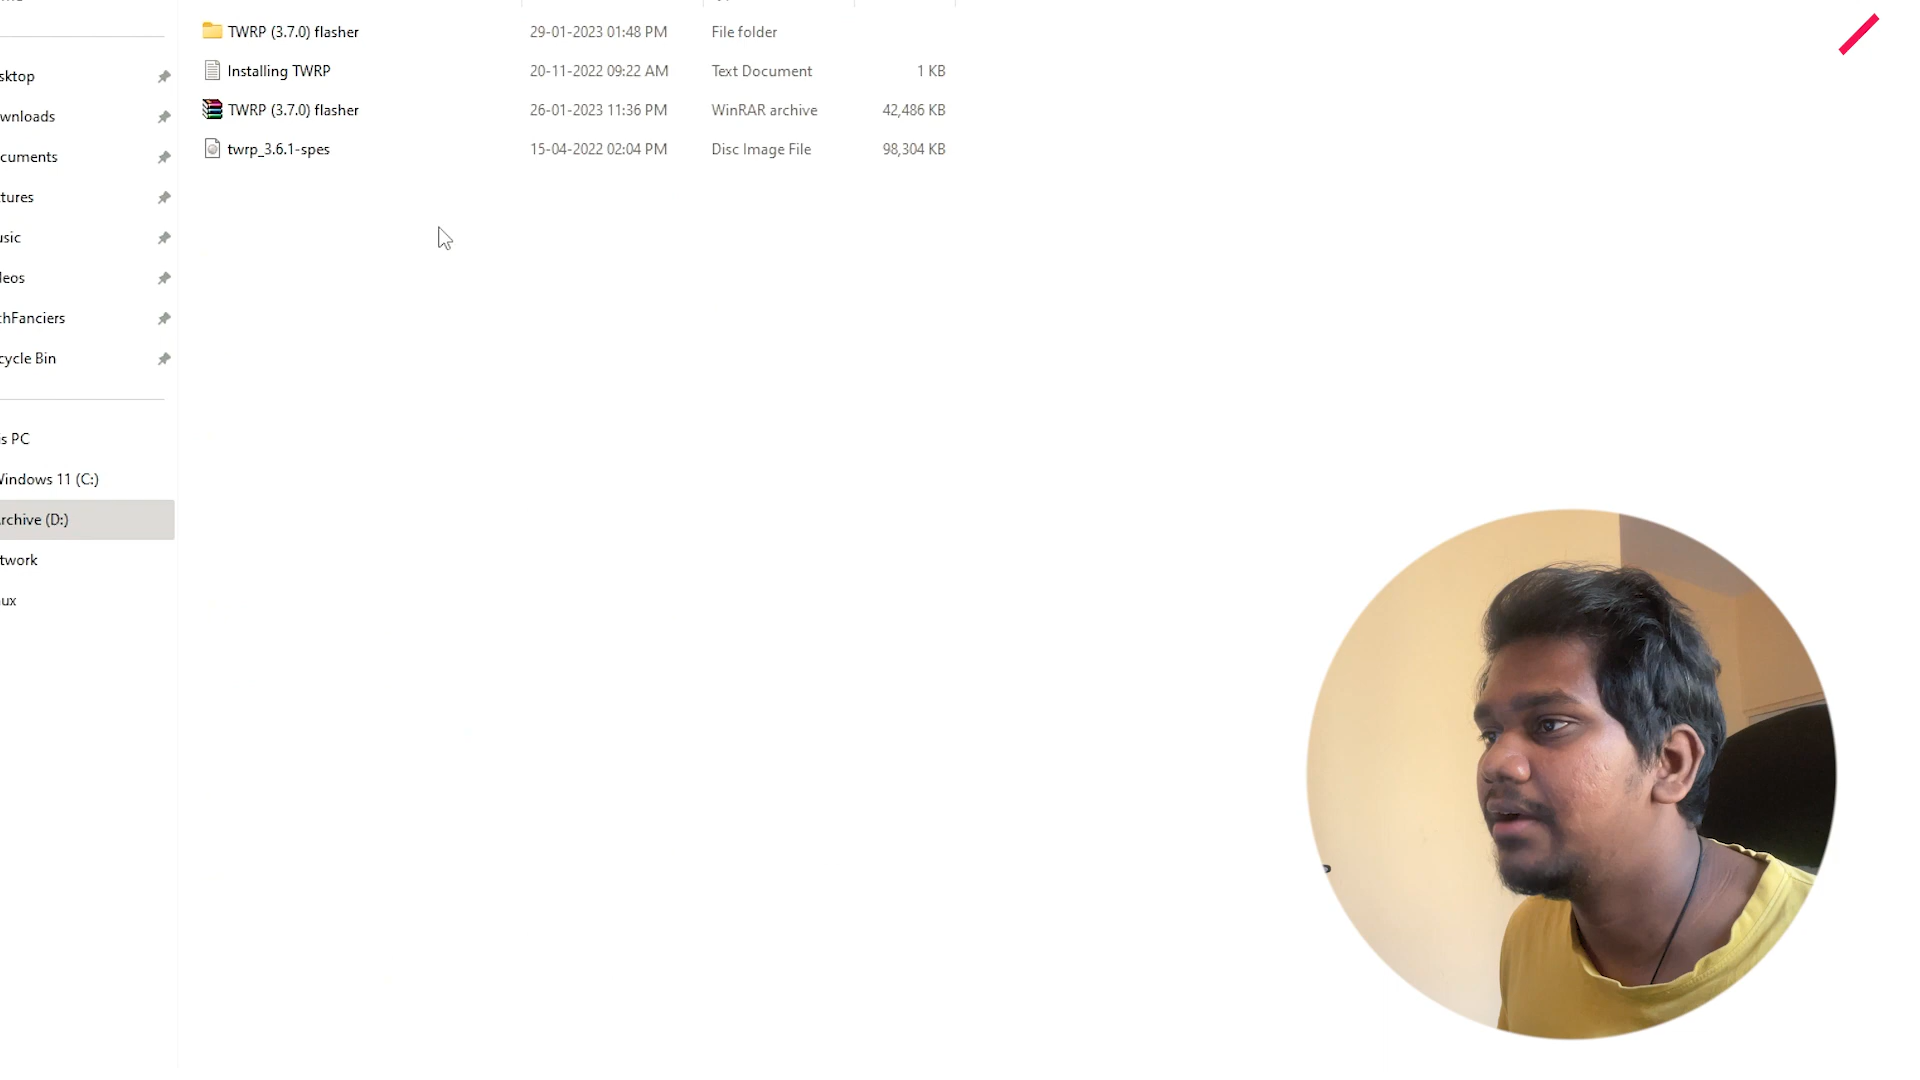 TWRP (3.7.0) flasher 29-01-2023 01:48 PM File folder
Installing TWRP 20-11-2022 09:22 AM Text Document 1 KB
TWRP (3.7.0) flasher 26-01-2023 11:36 PM WinRAR archive 42,486 KB
twrp_3.6.1-spes 15-04-2022 02:04 PM Disc Image File 98,304 KB
sktop
wnloads
cuments
tures
usic
leos
chFanciers
cycle Bin
is PC
Windows 11 (C:)
rchive (D:)
twork
ux